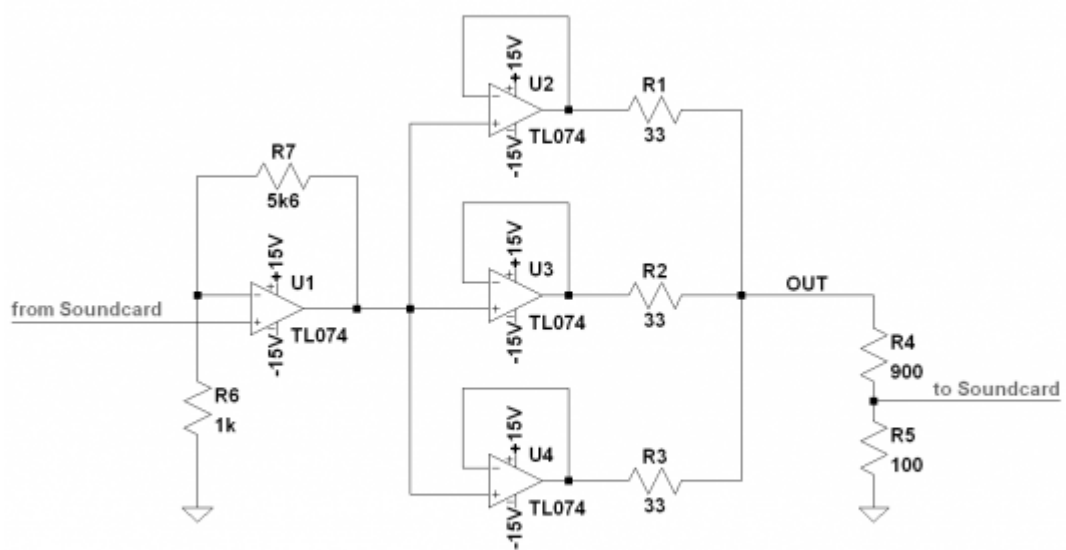 +15V
U2
TL074
-15V
R1
33
R7
5k6
+15V
U1
TL074
-15V
from Soundcard
R6
1k
+15V
U3
TL074
-15V
R2
33
OUT
R4
900
to Soundcard
R5
100
+15V
U4
TL074
-15V
R3
33